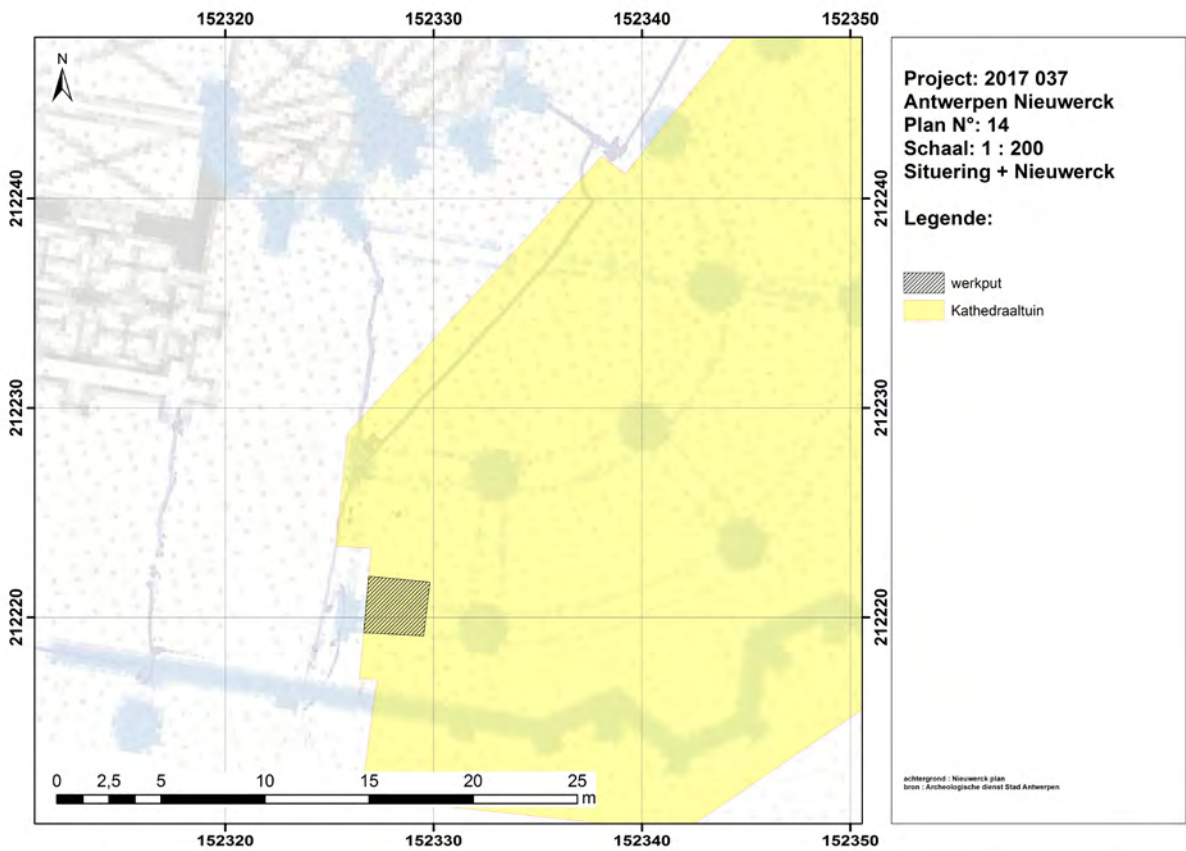 152320 152330 152340 152350
N
212240 212240
212230 212230
212220 212220
0 2,5 5 10 15 20 25
m
152320 152330 152340 152350
Project: 2017 037
Antwerpen Nieuwerck
Plan N°: 14
Schaal: 1 : 200
Situering + Nieuwerck
Legende:
werkput
Kathedraaltuin
achtergrond : Nieuwerck plan
bron : Archeologische dienst Stad Antwerpen